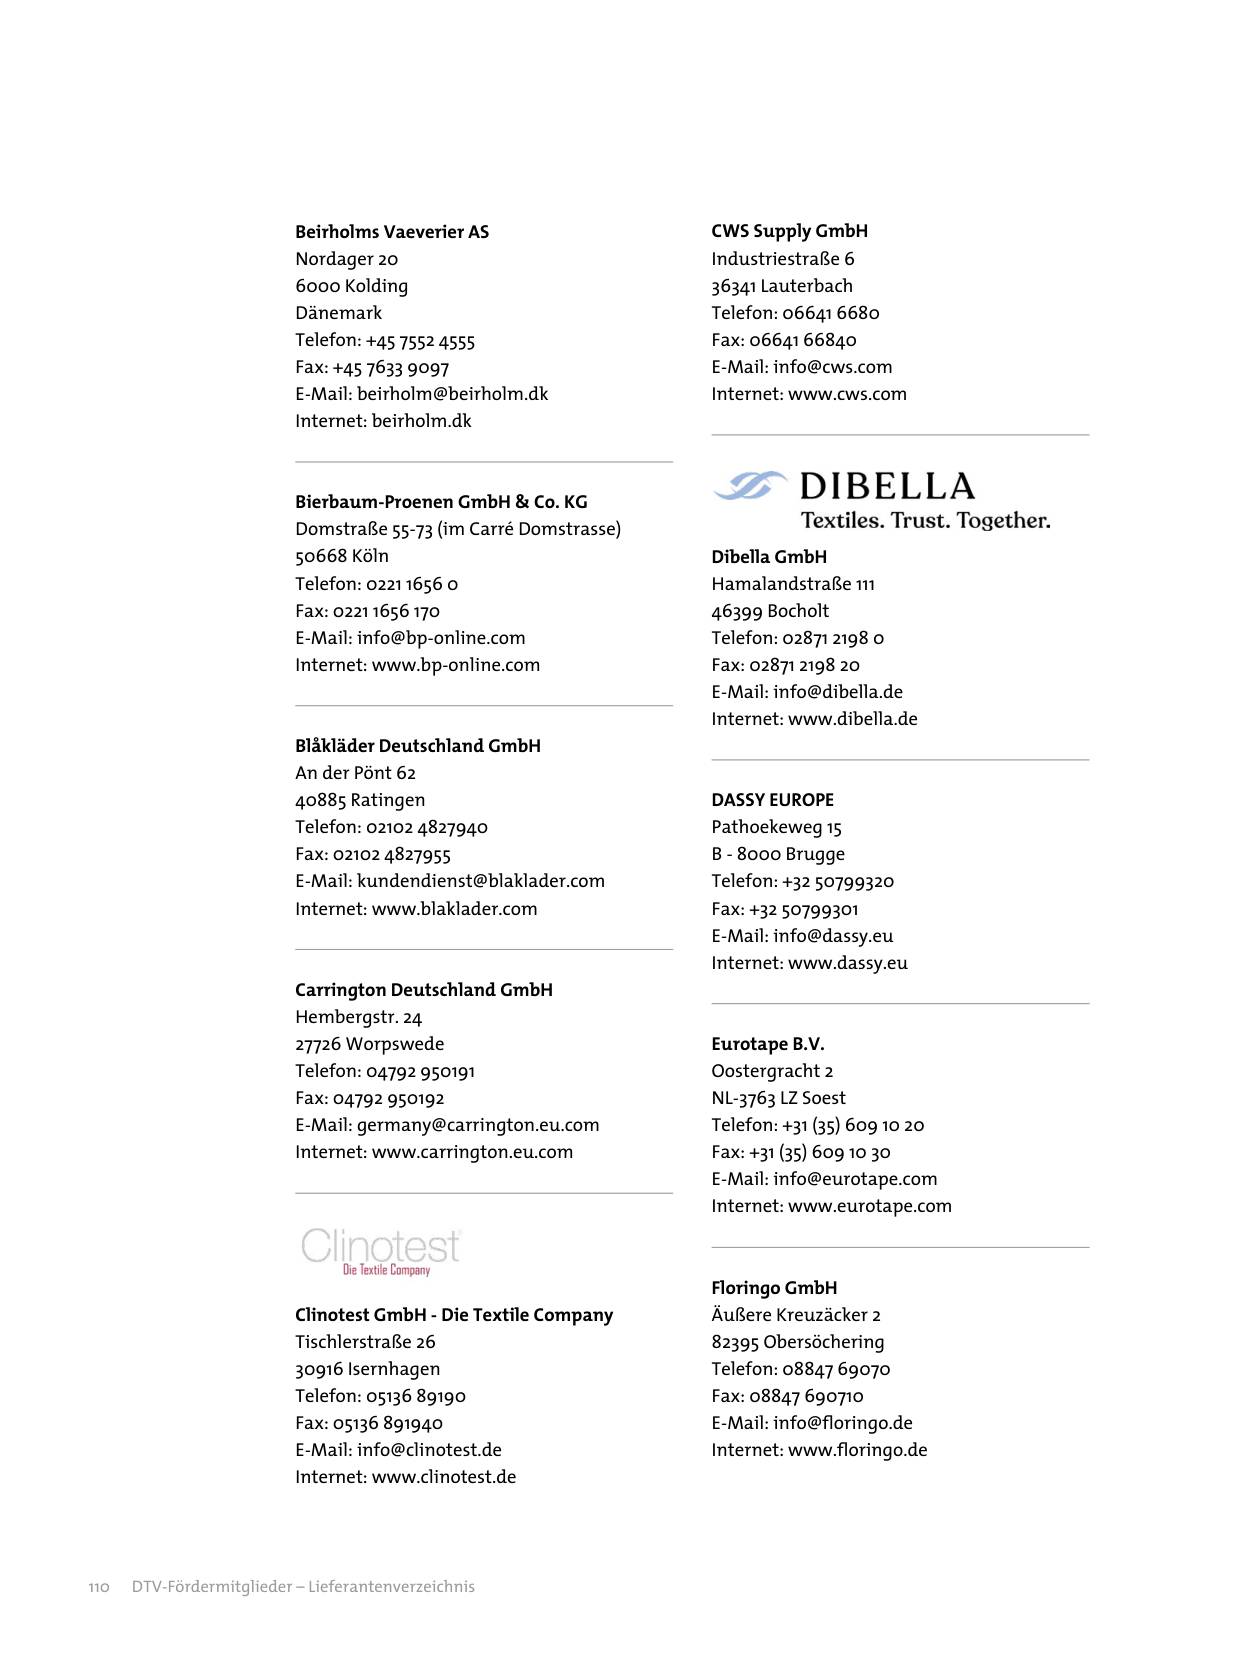 Beirholms Vaeverier AS
Nordager 20
6000 Kolding
Dänemark
Telefon: +45 7552 4555
Fax: +45 7633 9097
E-Mail: beirholm@beirholm.dk
Internet: beirholm.dk
Bierbaum-Proenen GmbH & Co. KG
Domstraße 55-73 (im Carré Domstrasse)
50668 Köln
Telefon: 0221 1656 0
Fax: 0221 1656 170
E-Mail: info@bp-online.com
Internet: www.bp-online.com
Blåkläder Deutschland GmbH
An der Pönt 62
40885 Ratingen
Telefon: 02102 4827940
Fax: 02102 4827955
E-Mail: kundendienst@blaklader.com
Internet: www.blaklader.com
Carrington Deutschland GmbH
Hembergstr. 24
27726 Worpswede
Telefon: 04792 950191
Fax: 04792 950192
E-Mail: germany@carrington.eu.com
Internet: www.carrington.eu.com
Clinotest
Die Textile Company
Clinotest GmbH - Die Textile Company
Tischlerstraße 26
30916 Isernhagen
Telefon: 05136 89190
Fax: 05136 891940
E-Mail: info@clinotest.de
Internet: www.clinotest.de
CWS Supply GmbH
Industriestraße 6
36341 Lauterbach
Telefon: 06641 6680
Fax: 06641 66840
E-Mail: info@cws.com
Internet: www.cws.com
DIBELLA
Textiles. Trust. Together.
Dibella GmbH
Hamalandstraße 111
46399 Bocholt
Telefon: 02871 2198 0
Fax: 02871 2198 20
E-Mail: info@dibella.de
Internet: www.dibella.de
DASSY EUROPE
Pathoekeweg 15
B - 8000 Brugge
Telefon: +32 50799320
Fax: +32 50799301
E-Mail: info@dassy.eu
Internet: www.dassy.eu
Eurotape B.V.
Oostergracht 2
NL-3763 LZ Soest
Telefon: +31 (35) 609 10 20
Fax: +31 (35) 609 10 30
E-Mail: info@eurotape.com
Internet: www.eurotape.com
Floringo GmbH
Äußere Kreuzäcker 2
82395 Obersöchering
Telefon: 08847 69070
Fax: 08847 690710
E-Mail: info@floringo.de
Internet: www.floringo.de
110 DTV-Fördermitglieder – Lieferantenverzeichnis